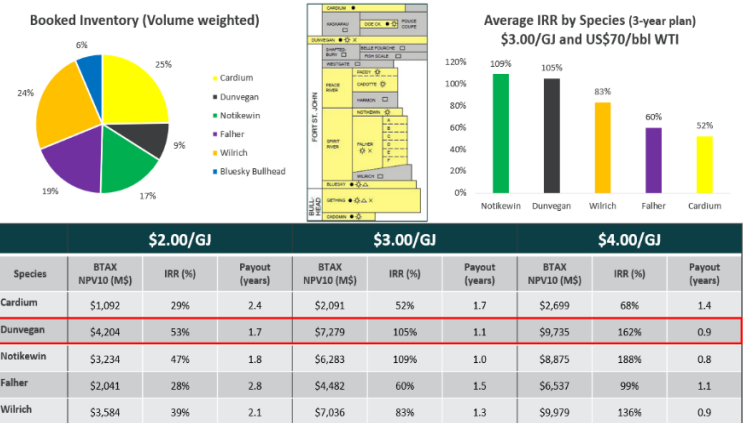 Booked Inventory (Volume weighted)
6%
25%
24%
9%
19%
17%
Cardium
Dunvegan
Notikewin
Falher
Wilrich
Bluesky Bullhead
CARDIUM
KASKAPAU
DOE CK.
POUCE
COUPE
DUNVEGAN
SHAFTES-
BURY
BELLE FOURCHE
FISH SCALE
WESTGATE
FORT ST. JOHN
PEACE
RIVER
PADDY
CADOTTE
HARMON
SPIRIT
RIVER
NOTIKEWIN
FALHER
A
B
C
D
E
F
WILRICH
BLUESKY
BULL-
HEAD
GETHING
CADOMIN
Average IRR by Species (3-year plan)
$3.00/GJ and US$70/bbl WTI
120%
100%
80%
60%
40%
20%
0%
109%
105%
83%
60%
52%
Notikewin Dunvegan Wilrich Falher Cardium
$2.00/GJ $3.00/GJ $4.00/GJ
Species BTAX NPV10 (M$) IRR (%) Payout (years) BTAX NPV10 (M$) IRR (%) Payout (years) BTAX NPV10 (M$) IRR (%) Payout (years)
Cardium $1,092 29% 2.4 $2,091 52% 1.7 $2,699 68% 1.4
Dunvegan $4,204 53% 1.7 $7,279 105% 1.1 $9,735 162% 0.9
Notikewin $3,234 47% 1.8 $6,283 109% 1.0 $8,875 188% 0.8
Falher $2,041 28% 2.8 $4,482 60% 1.5 $6,537 99% 1.1
Wilrich $3,584 39% 2.1 $7,036 83% 1.3 $9,979 136% 0.9